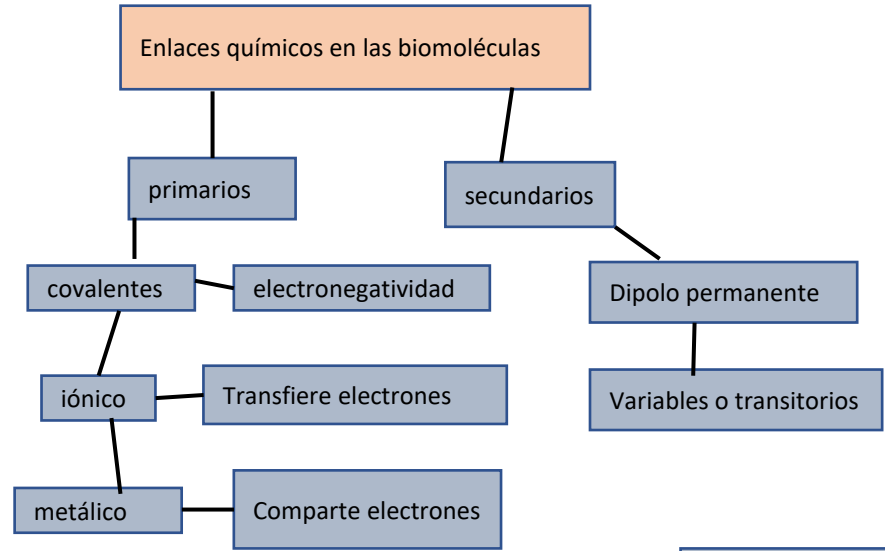 Enlaces químicos en las biomoléculas
primarios
secundarios
covalentes
electronegatividad
Dipolo permanente
iónico
Transfiere electrones
Variables o transitorios
metálico
Comparte electrones